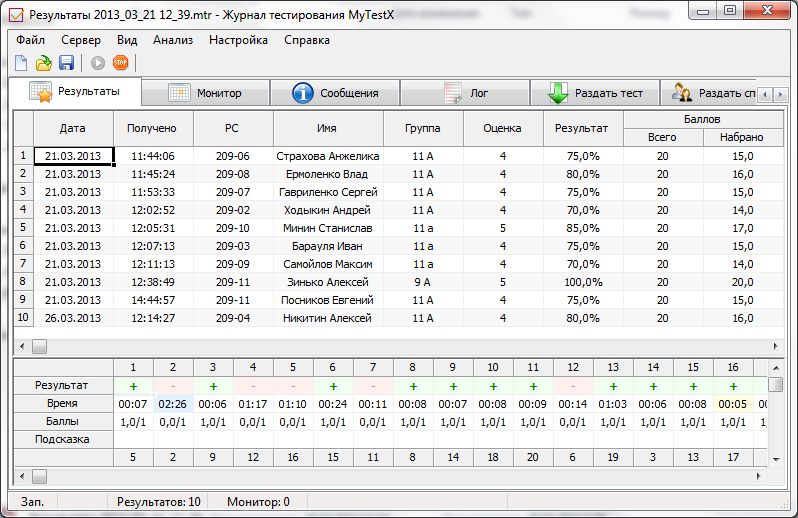 Результаты 2013_03_21 12_39.mtr - Журнал тестирования MyTestX
Файл Сервер Вид Анализ Настройка Справка
STOP
Результаты Монитор Сообщения Лог Раздать тест Раздать сп
Дата Получено PC Имя Группа Оценка Результат Баллов
Всего Набрано
1 21.03.2013 11:44:06 209-06 Страхова Анжелика 11 А 4 75,0% 20 15,0
2 21.03.2013 11:45:24 209-08 Ермоленко Влад 11 А 4 80,0% 20 16,0
3 21.03.2013 11:53:33 209-07 Гавриленко Сергей 11 А 4 75,0% 20 15,0
4 21.03.2013 12:02:52 209-02 Ходыкин Андрей 11 А 4 70,0% 20 14,0
5 21.03.2013 12:05:31 209-10 Минин Станислав 11 а 5 85,0% 20 17,0
6 21.03.2013 12:07:13 209-03 Барауля Иван 11 а 4 75,0% 20 15,0
7 21.03.2013 12:11:13 209-09 Самойлов Максим 11 а 4 70,0% 20 14,0
8 21.03.2013 12:38:49 209-11 Зинько Алексей 9 А 5 100,0% 20 20,0
9 21.03.2013 14:44:57 209-11 Посников Евгений 11 А 4 75,0% 20 15,0
10 26.03.2013 12:14:27 209-04 Никитин Алексей 11 А 4 80,0% 20 16,0
1 2 3 4 5 6 7 8 9 10 11 12 13 14 15 16
Результат + - + - - + - + + + + - + + + +
Время 00:07 02:26 00:06 01:17 01:10 00:24 00:11 00:08 00:07 00:08 00:09 00:14 01:03 00:06 00:08 00:05 00
Баллы 1,0/1 0,0/1 1,0/1 0,0/1 0,0/1 1,0/1 0,0/1 1,0/1 1,0/1 1,0/1 1,0/1 0,0/1 1,0/1 1,0/1 1,0/1 1,0/1 1,
Подсказка
5 2 9 12 16 15 11 8 14 18 20 6 19 3 13 17
Зап. Результатов: 10 Монитор: 0